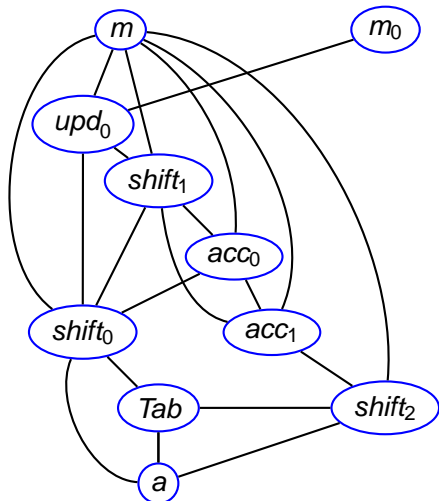 m
m₀
upd₀
shift₁
acc₀
shift₀
acc₁
Tab
shift₂
a